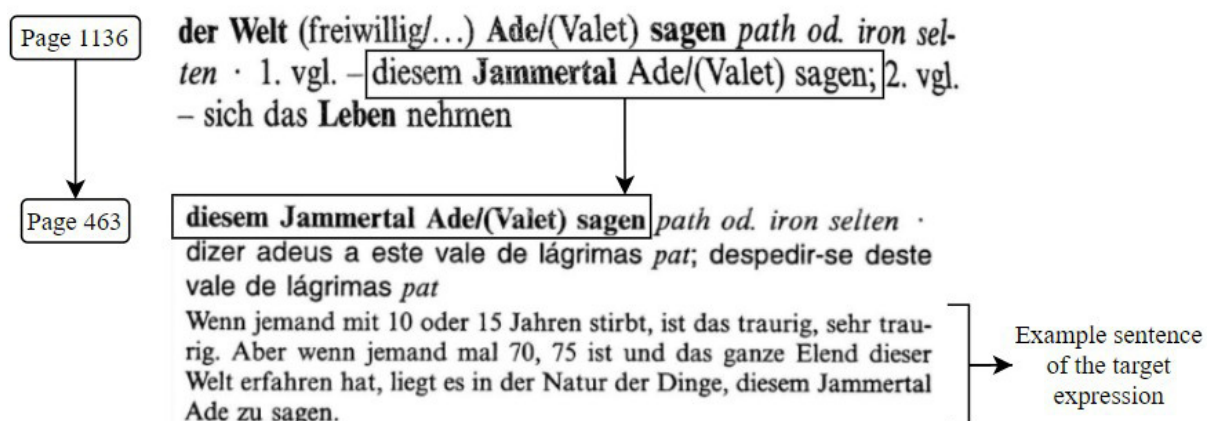 Page 1136
der Welt (freiwillig/…) Ade/(Valet) sagen path od. iron sel-
ten · 1. vgl. – diesem Jammertal Ade/(Valet) sagen; 2. vgl.
– sich das Leben nehmen
Page 463
diesem Jammertal Ade/(Valet) sagen path od. iron selten ·
dizer adeus a este vale de lágrimas pat; despedir-se deste
vale de lágrimas pat
Wenn jemand mit 10 oder 15 Jahren stirbt, ist das traurig, sehr trau-
rig. Aber wenn jemand mal 70, 75 ist und das ganze Elend dieser
Welt erfahren hat, liegt es in der Natur der Dinge, diesem Jammertal
Ade zu sagen.
Example sentence
of the target
expression